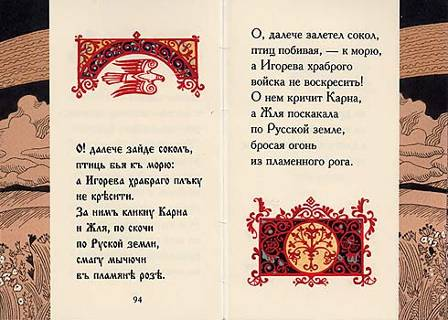 О! далече зайде соколъ,
птиць бья къ морю:
а Игорева храбраго плъку
не крѣсити.
За нимъ кликну Карна
и Жля, по скочи
по Руской земли,
смагу мычючи
въ пламянѣ розѣ.
94
О, далече залетел сокол,
птиц побивая, — к морю,
а Игорева храброго
войска не воскресить!
О нем кричит Карна,
а Жля поскакала
по Русской земле,
бросая огонь
из пламенного рога.